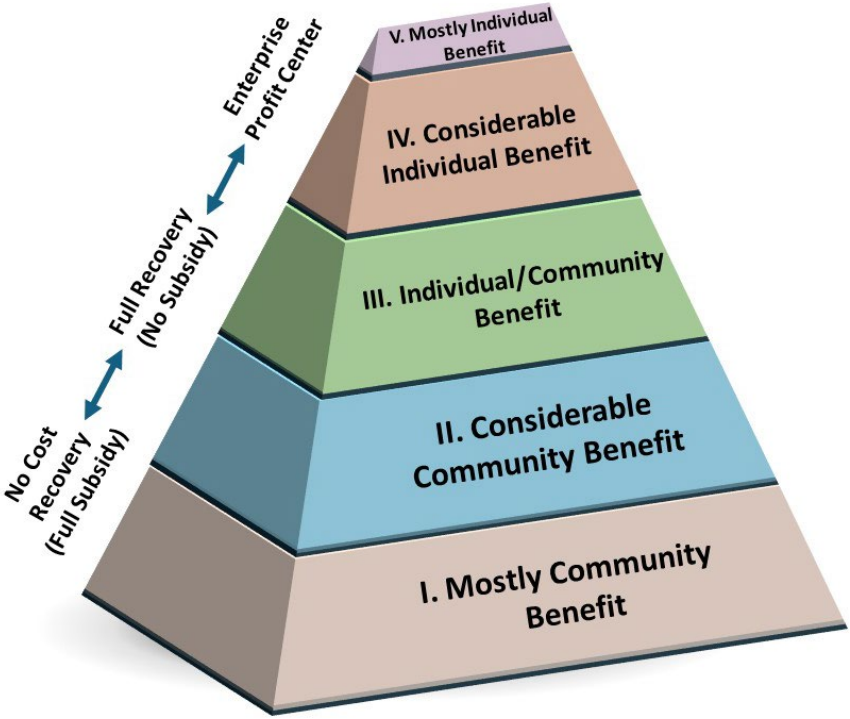 Enterprise
Profit Center
Full Recovery
(No Subsidy)
No Cost
Recovery
(Full Subsidy)
V. Mostly Individual
Benefit
IV. Considerable
Individual Benefit
III. Individual/Community
Benefit
II. Considerable
Community Benefit
I. Mostly Community
Benefit